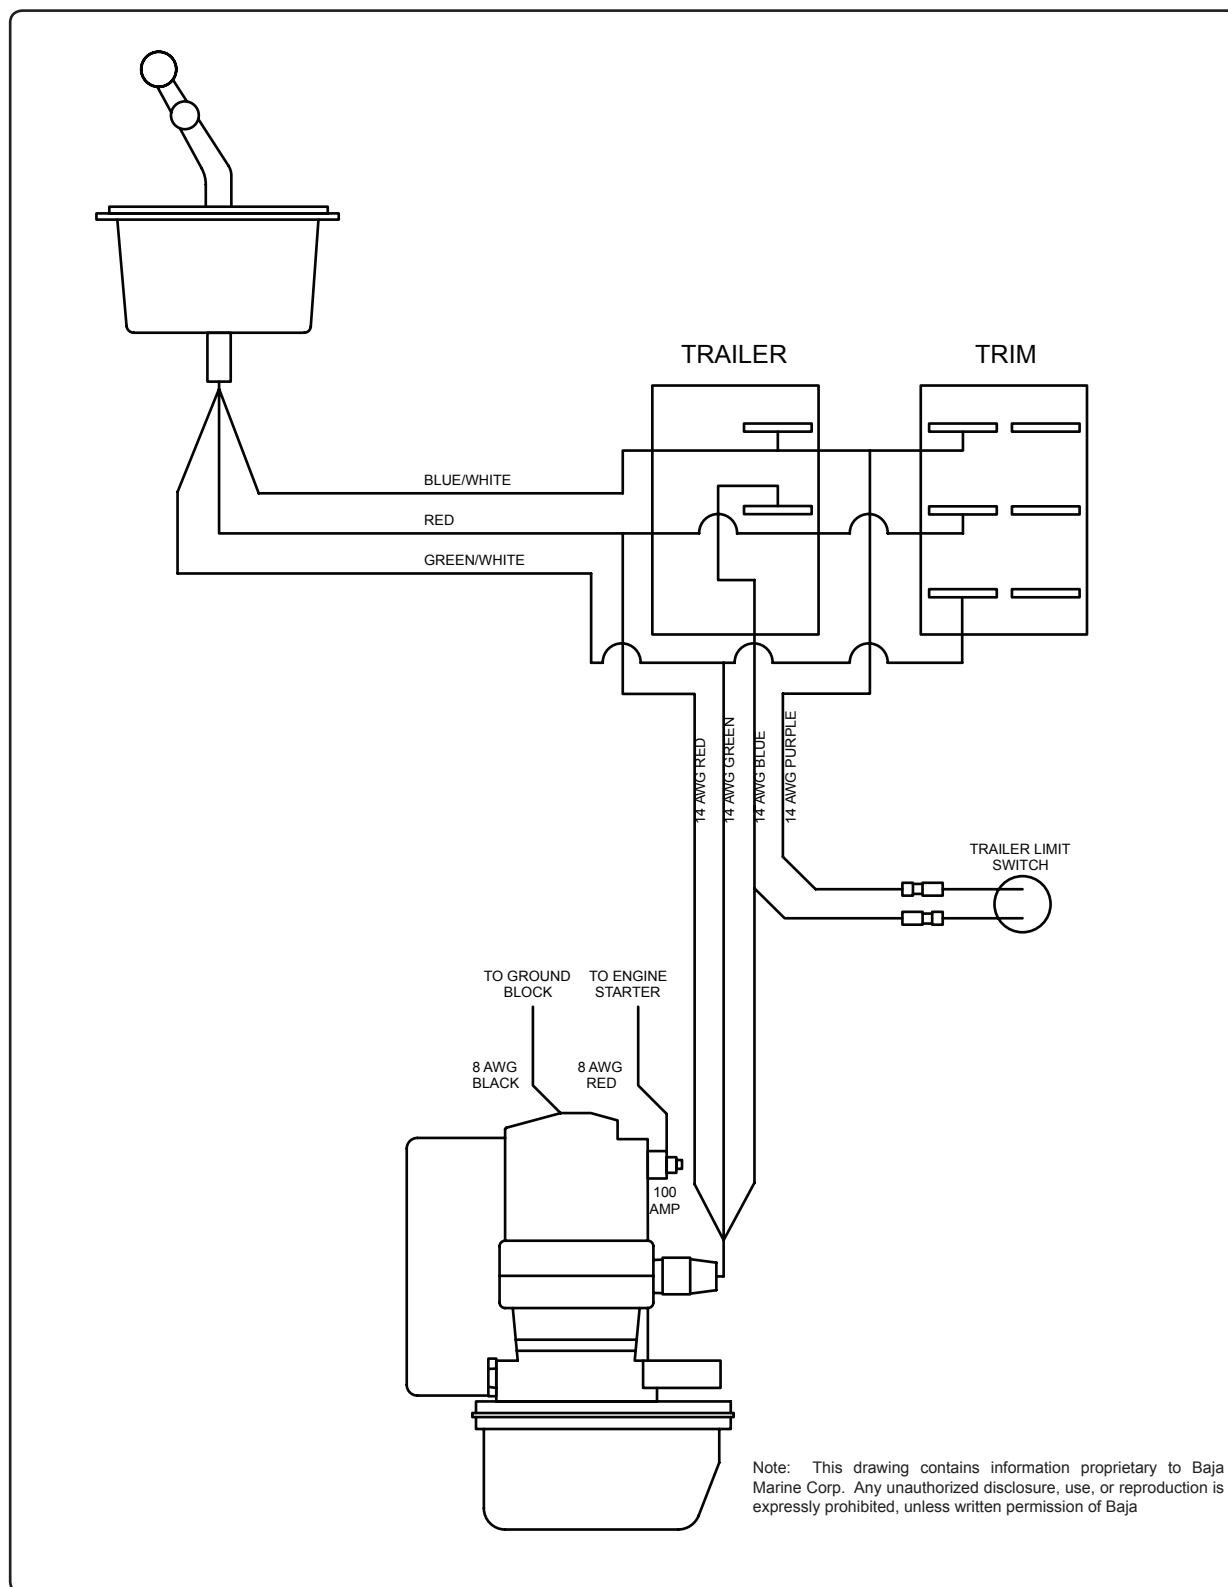 TRAILER
TRIM
BLUE/WHITE
RED
GREEN/WHITE
14 AWG RED
14 AWG GREEN
14 AWG BLUE
14 AWG PURPLE
TRAILER LIMIT
SWITCH
TO GROUND
BLOCK
TO ENGINE
STARTER
8 AWG
BLACK
8 AWG
RED
100
AMP
Note: This drawing contains information proprietary to Baja
Marine Corp. Any unauthorized disclosure, use, or reproduction is
expressly prohibited, unless written permission of Baja